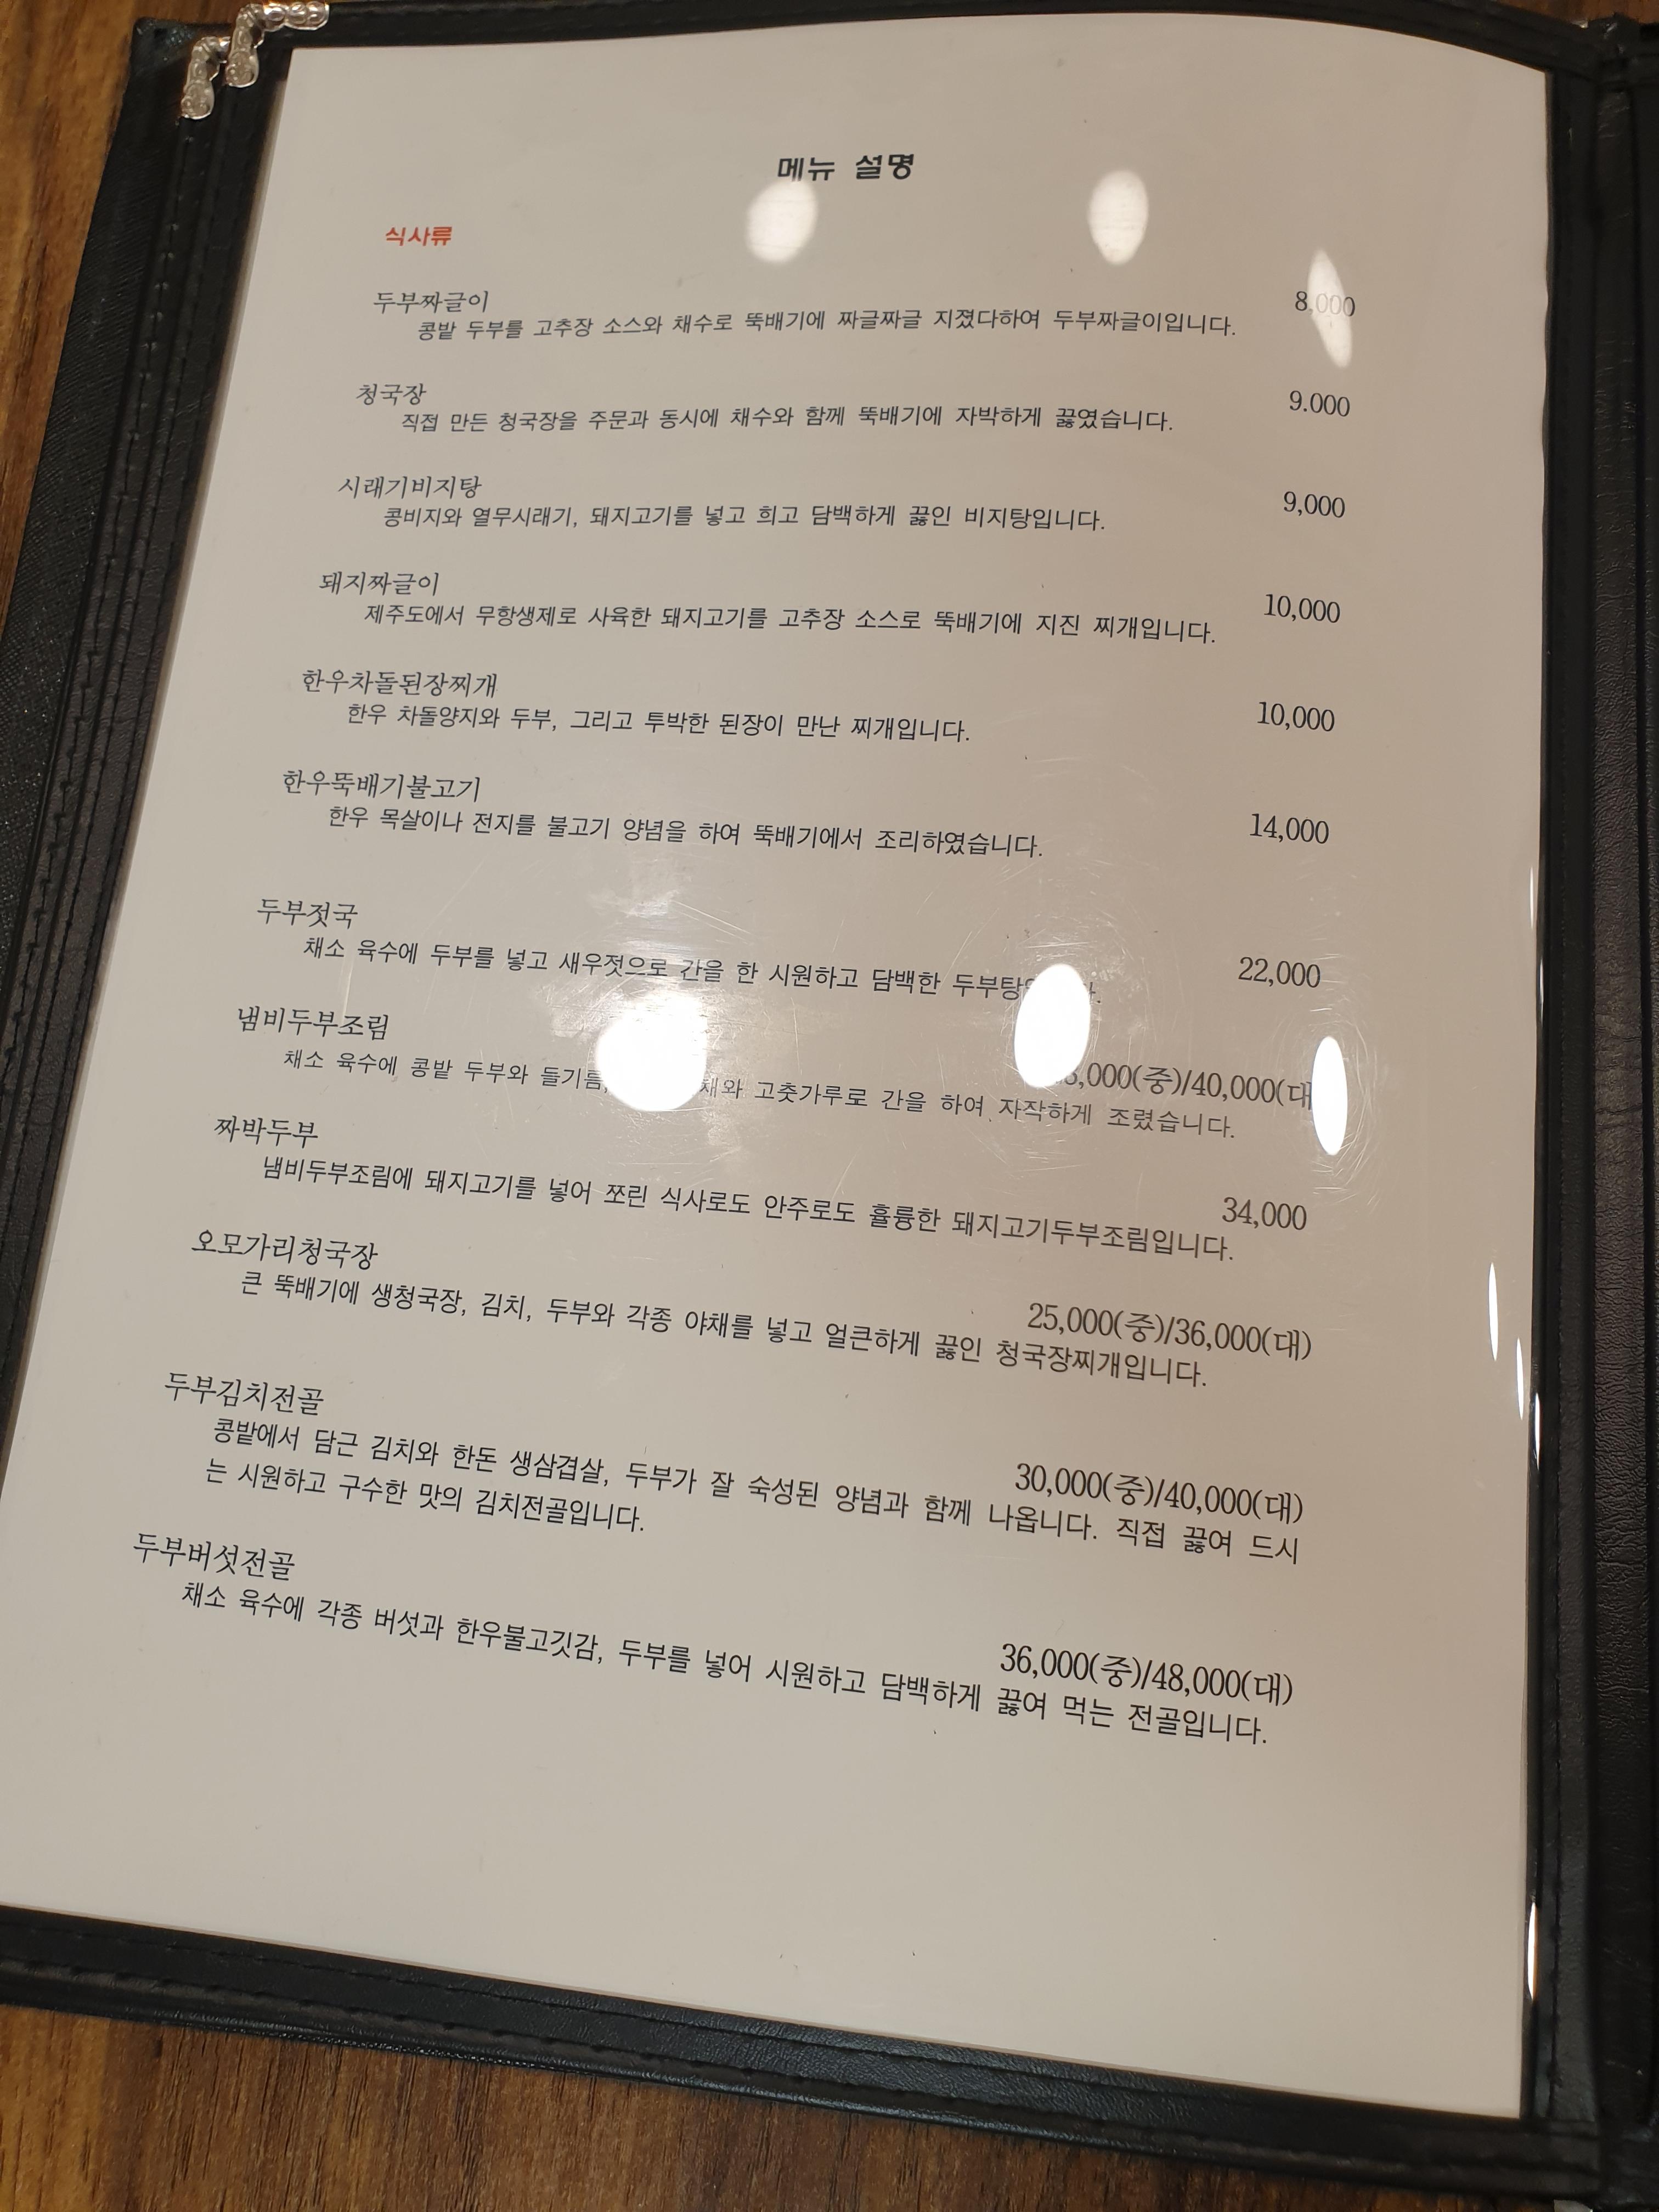 메뉴 설명
식사류
두부짜글이 8,000
콩밭 두부를 고추장 소스와 채수로 뚝배기에 짜글짜글 지졌다하여 두부짜글이입니다.
청국장 9.000
직접 만든 청국장을 주문과 동시에 채수와 함께 뚝배기에 자박하게 끓였습니다.
시래기비지탕 9,000
콩비지와 열무시래기, 돼지고기를 넣고 희고 담백하게 끓인 비지탕입니다.
돼지짜글이 10,000
제주도에서 무항생제로 사육한 돼지고기를 고추장 소스로 뚝배기에 지진 찌개입니다.
한우차돌된장찌개 10,000
한우 차돌양지와 두부, 그리고 투박한 된장이 만난 찌개입니다.
한우뚝배기불고기 14,000
한우 목살이나 전지를 불고기 양념을 하여 뚝배기에서 조리하였습니다.
두부젓국 22,000
채소 육수에 두부를 넣고 새우젓으로 간을 한 시원하고 담백한
냄비두부조림 /40,000(대
채소 육수에 콩밭 두부와 들기름, 고춧가루로 간을 하여 자작하게 조렸습니다.
짜박두부 34,000
냄비두부조림에 돼지고기를 넣어 쪼린 식사로도 안주로도 휼륭한 돼지고기두부조림입니다.
오모가리청국장 25,000(중)/36,000(대)
큰 뚝배기에 생청국장, 김치, 두부와 각종 야채를 넣고 얼큰하게 끓인 청국장찌개입니다.
두부김치전골 30,000(중)/40,000(대)
콩밭에서 담근 김치와 한돈 생삼겹살, 두부가 잘 숙성된 양념과 함께 나옵니다. 직접 끓여 드시
는 시원하고 구수한 맛의 김치전골입니다.
두부버섯전골 36,000(중)/48,000(대)
채소 육수에 각종 버섯과 한우불고깃감, 두부를 넣어 시원하고 담백하게 끓여 먹는 전골입니다.